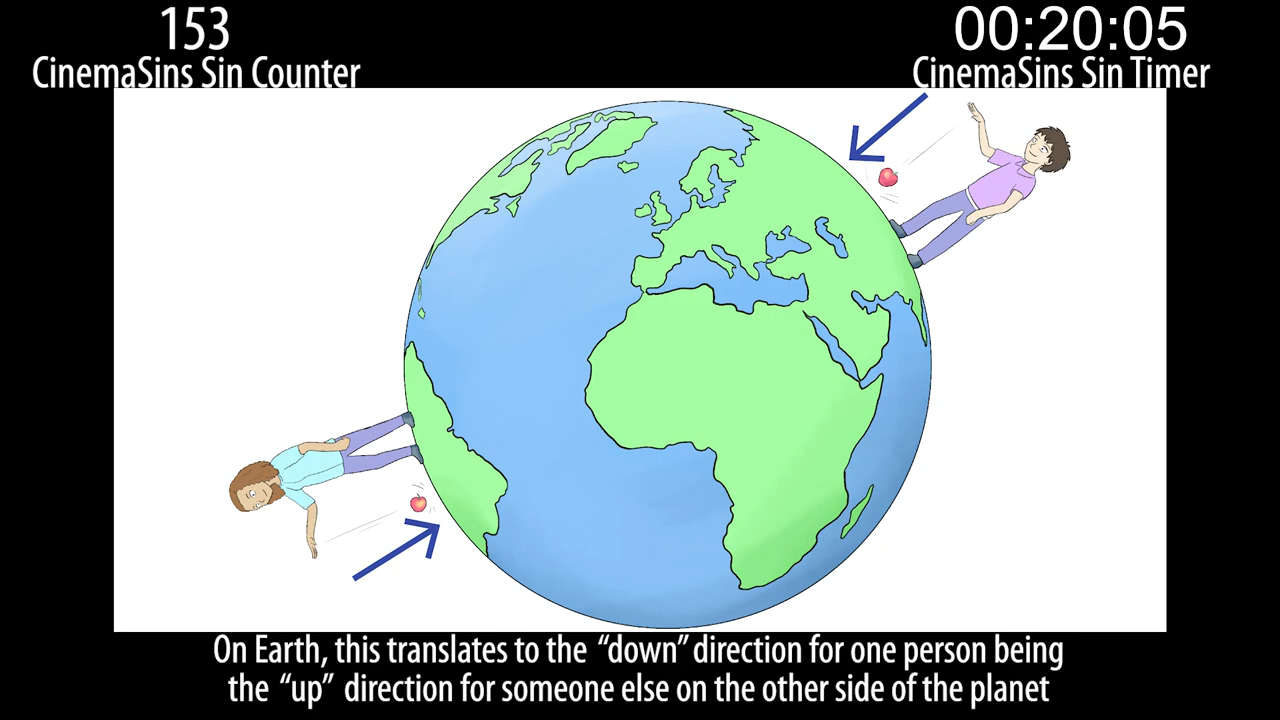 153
CinemaSins Sin Counter
00:20:05
CinemaSins Sin Timer
On Earth, this translates to the “down” direction for one person being
the “up” direction for someone else on the other side of the planet